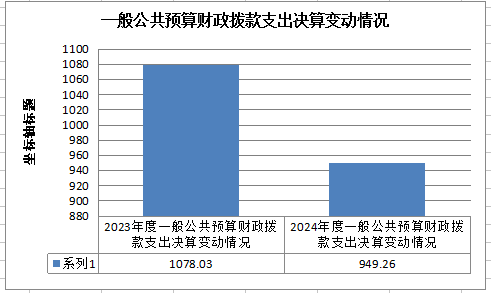 一般公共预算财政拨款支出决算变动情况
坐标轴标题
1100
1080
1060
1040
1020
1000
980
960
940
920
900
880
2023年度一般公共预算财政拨
款支出决算变动情况
2024年度一般公共预算财政拨
款支出决算变动情况
系列1
1078.03
949.26